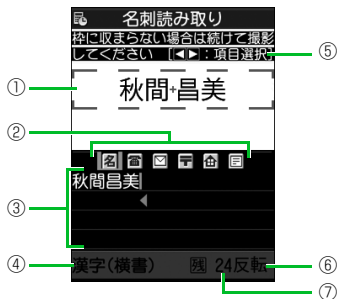 名刺読み取り
枠に収まらない場合は続けて撮影
してください [◀▶:項目選択]
⑤
① 秋間+昌美
②
名
秋間昌美
③
④ 漢字(横書) 残 24反転 ⑥
⑦